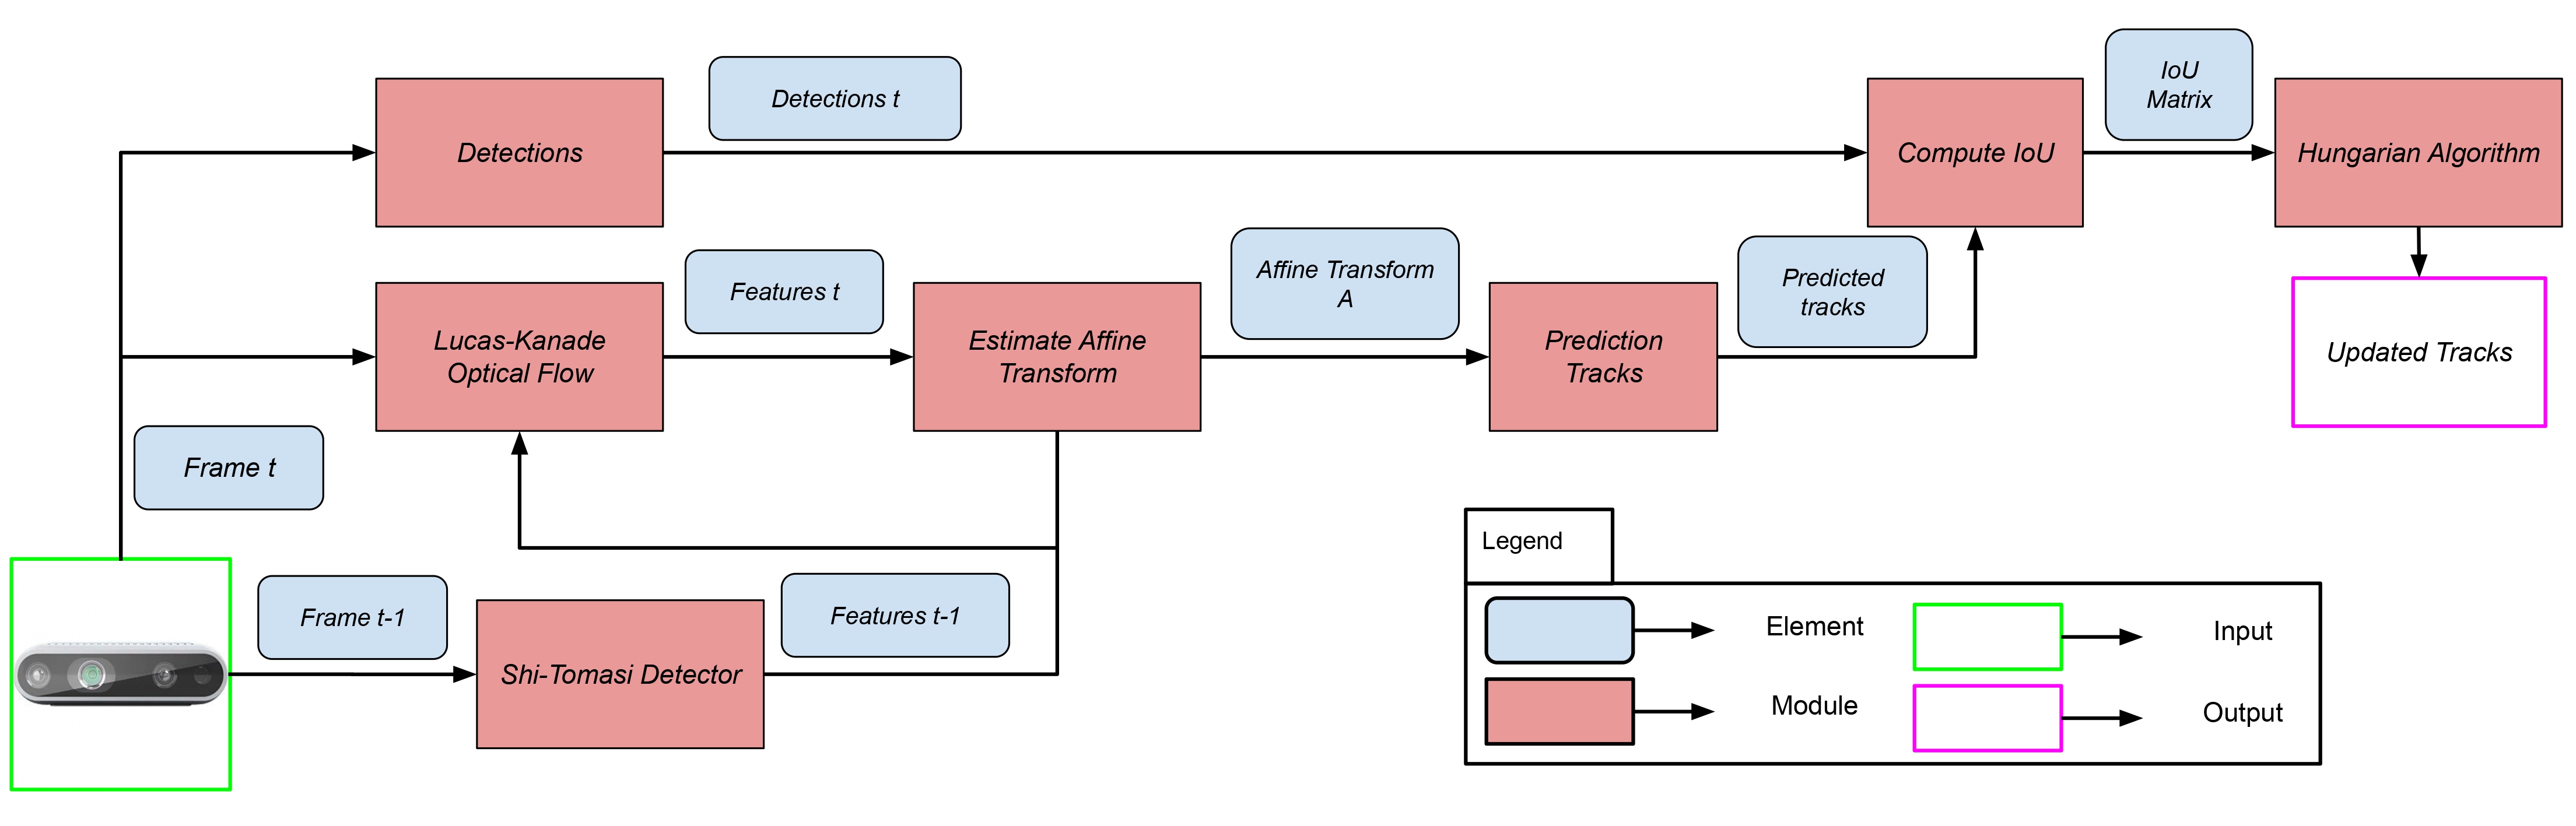 Detections
Detections t
Compute IoU
IoU
Matrix
Hungarian Algorithm
Lucas-Kanade
Optical Flow
Features t
Estimate Affine
Transform
Affine Transform
A
Prediction
Tracks
Predicted
tracks
Updated Tracks
Frame t
Frame t-1
Shi-Tomasi Detector
Features t-1
Legend
Element
Input
Module
Output